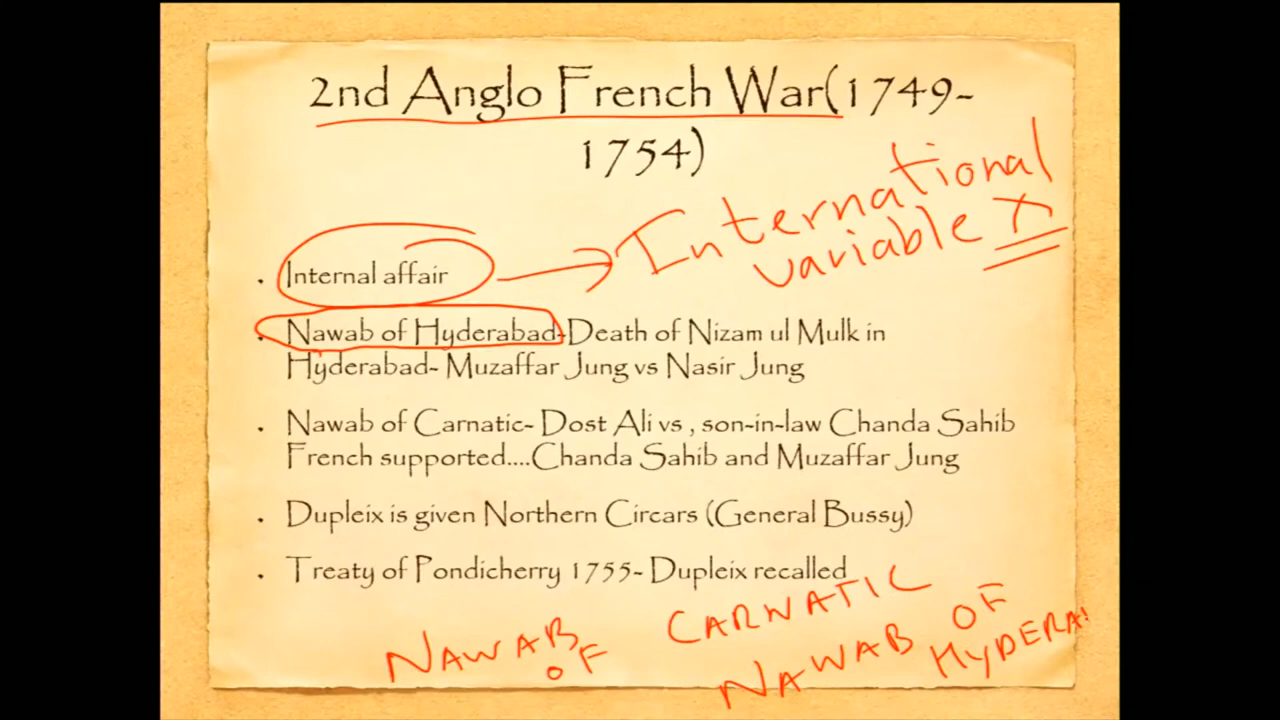 2nd Anglo French War(1749-
1754)
International
variable X
. Internal affair
. Nawab of Hyderabad-Death of Nizam ul Mulk in
Hyderabad- Muzaffar Jung vs Nasir Jung
. Nawab of Carnatic- Dost Ali vs , son-in-law Chanda Sahib
French supported....Chanda Sahib and Muzaffar Jung
. Dupleix is given Northern Circars (General Bussy)
. Treaty of Pondicherry 1755- Dupleix recalled
NAWAB OF CARNATIC
NAWAB OF
HYDERA